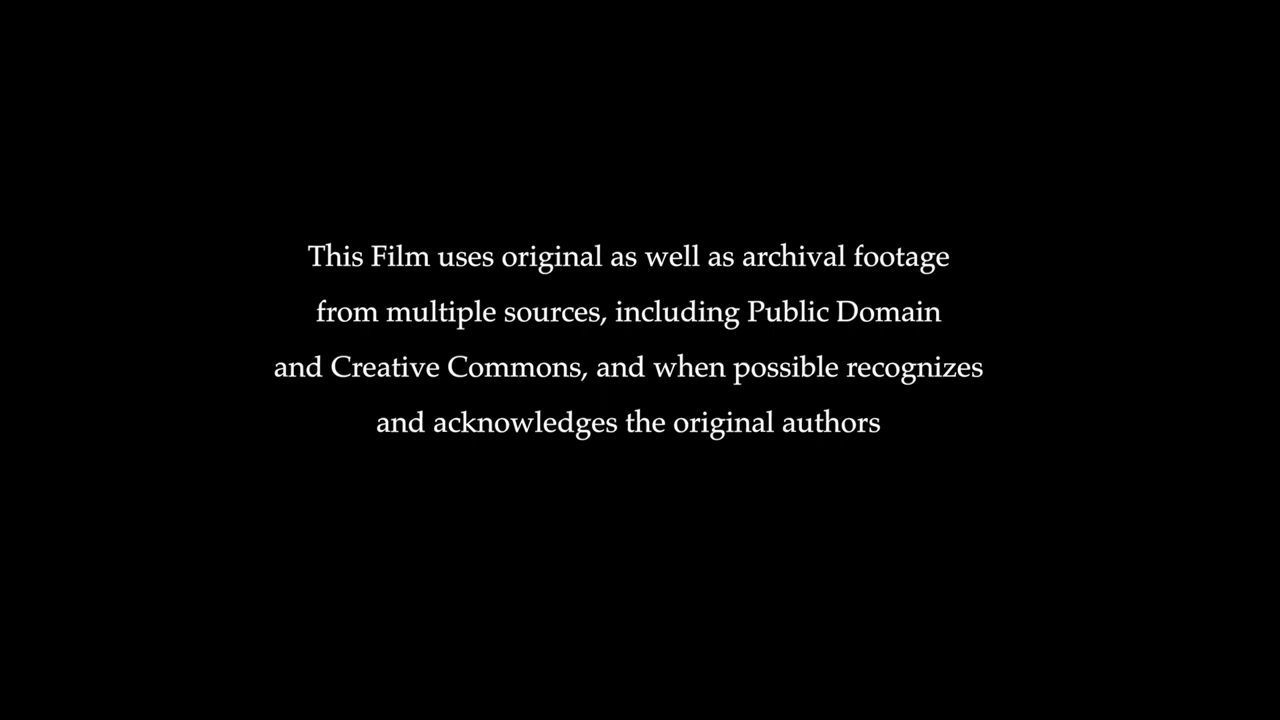 This Film uses original as well as archival footage
from multiple sources, including Public Domain
and Creative Commons, and when possible recognizes
and acknowledges the original authors